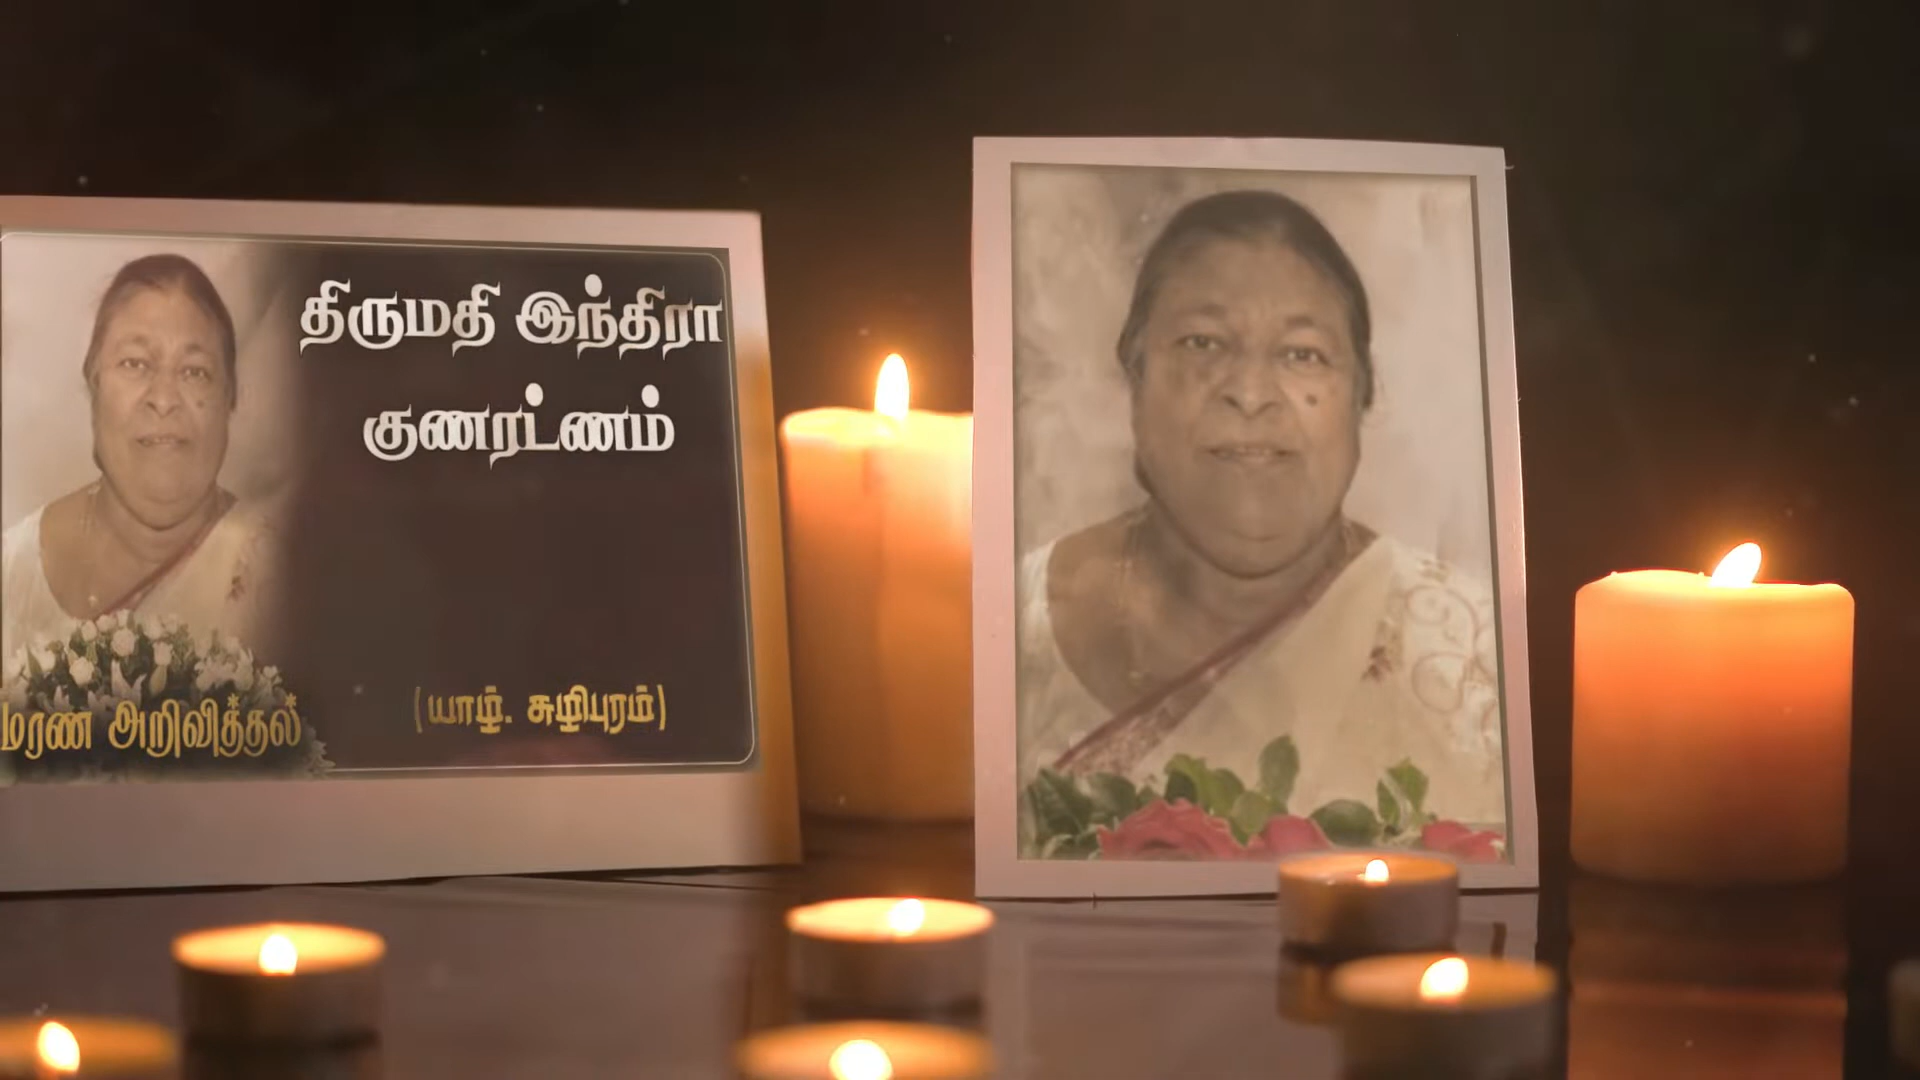 திருமதி இந்திரா
குணரட்ணம்
(யாழ். சுழிபுரம்)
மரண அறிவித்தல்